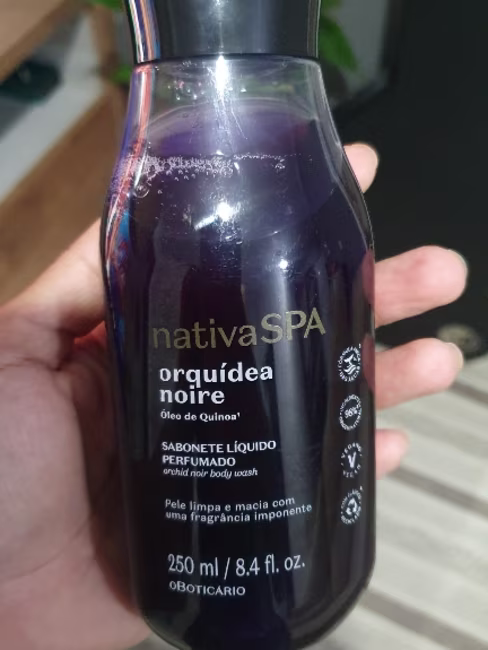 nativaSPA
orquídea
noire
Óleo de Quinoa¹
SABONETE LÍQUIDO
PERFUMADO
orchid noir body wash
Pele limpa e macia com
uma fragrância imponente
250 ml / 8.4 fl. oz.
oBOTICÁRIO